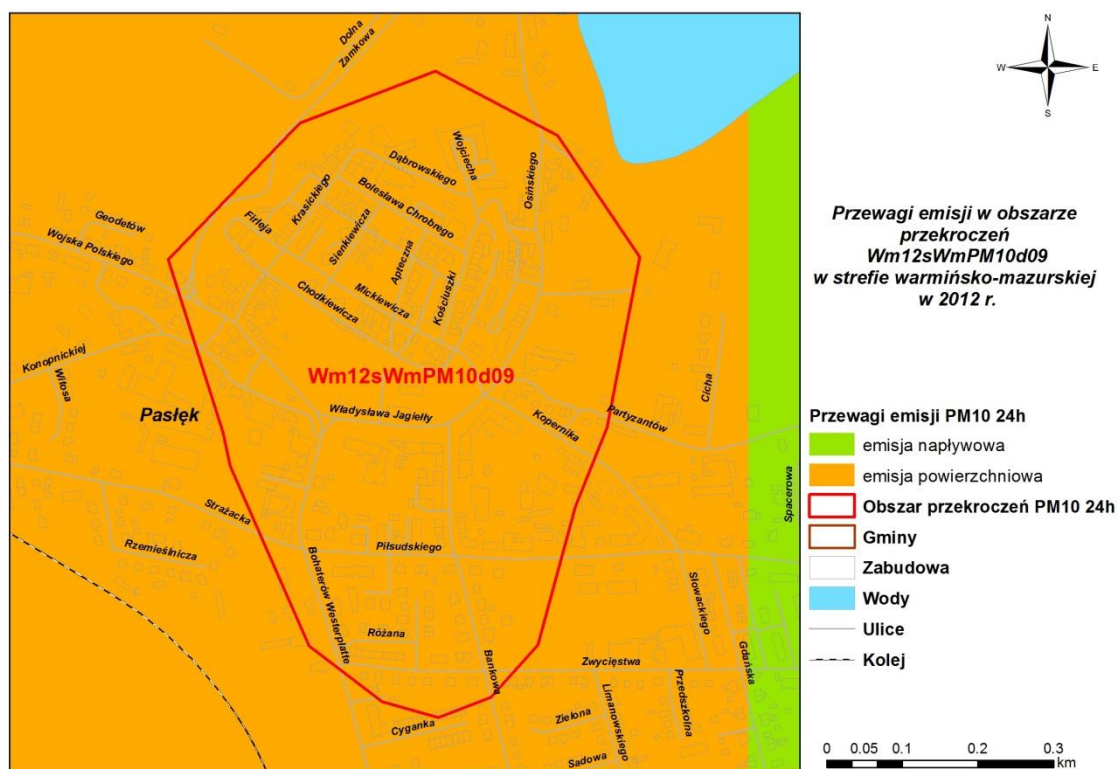 Dolna
Zamkowa
Wojciecha
Dąbrowskiego
Osińskiego
Krasickiego
Bolesława Chrobrego
Firleja
Sienkiewicza
Geodetów
Wojska Polskiego
Apteczna
Kościuszki
Mickiewicza
Chodkiewicza
Konopnickiej
Witosa
Wm12sWmPM10d09
Cicha
Pasłęk
Władysława Jagiełły
Kopernika
Partyzantów
Spacerowa
Strażacka
Rzemieślnicza
Piłsudskiego
Bohaterów Westerplatte
Słowackiego
Różana
Bankowa
Zwycięstwa
Gdańska
Przedszkolna
Limanowskiego
Zielona
Cyganka
Sadowa
N
W
E
S
Przewagi emisji w obszarze
przekroczeń
Wm12sWmPM10d09
w strefie warmińsko-mazurskiej
w 2012 r.
Przewagi emisji PM10 24h
emisja napływowa
emisja powierzchniowa
Obszar przekroczeń PM10 24h
Gminy
Zabudowa
Wody
Ulice
Kolej
0 0.05 0.1 0.2 0.3
km